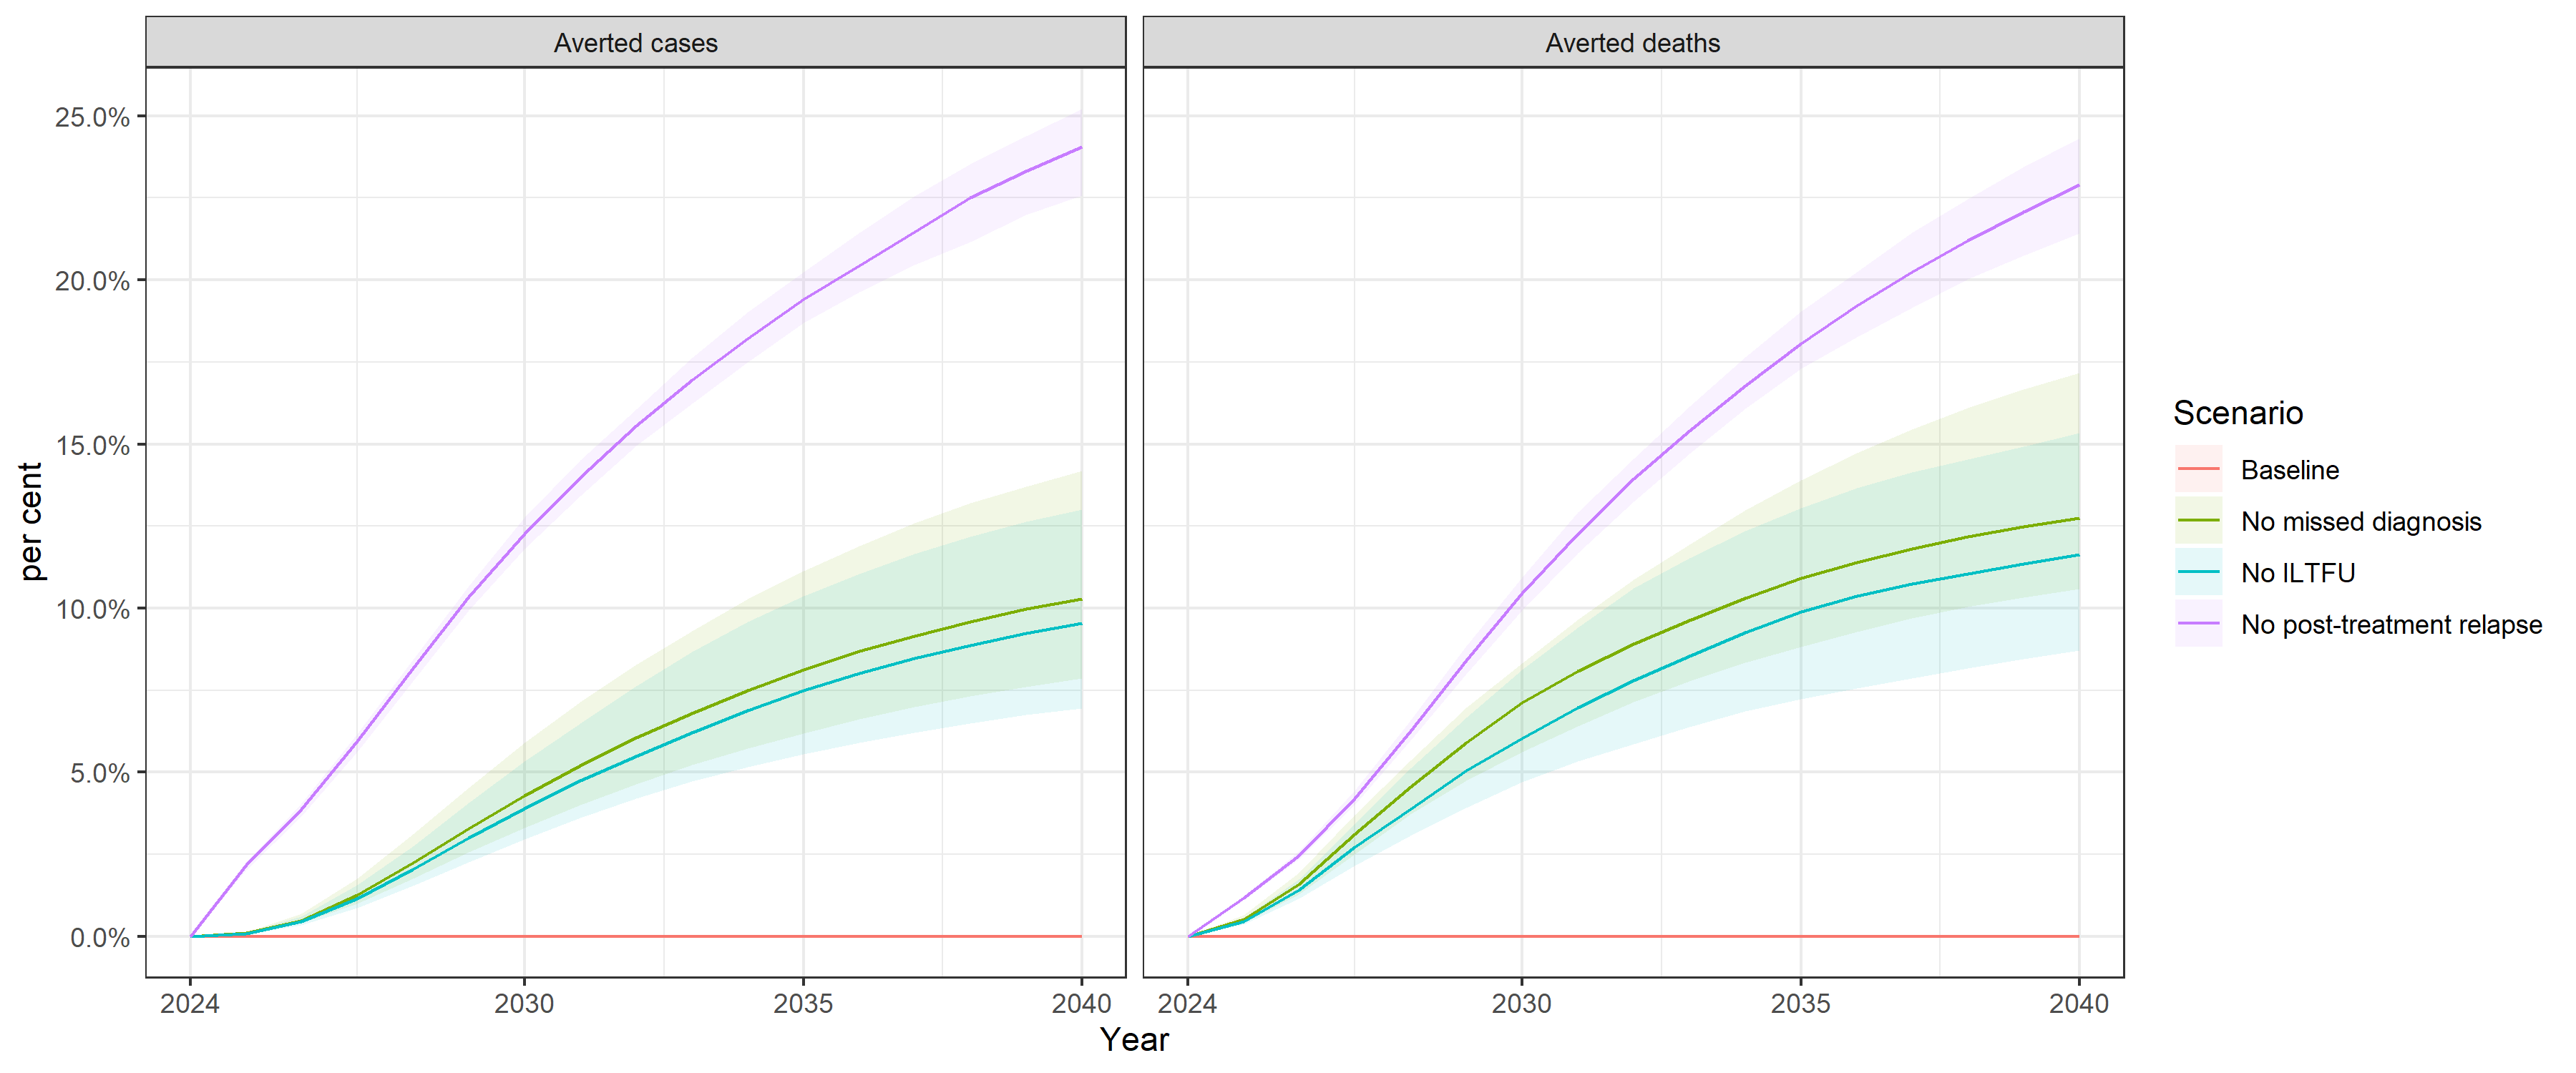 Averted cases
Averted deaths
per cent
25.0%
20.0%
15.0%
10.0%
5.0%
0.0%
2024 2030 2035 2040
2024 2030 2035 2040
Year
Scenario
Baseline
No missed diagnosis
No ILTFU
No post-treatment relapse